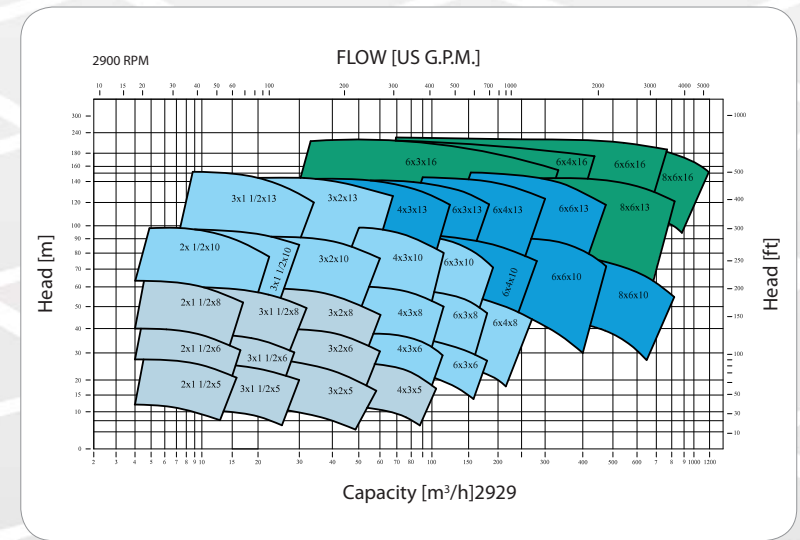 2900 RPM
FLOW [US G.P.M.]
10 15 20 30 40 50 60 100 200 300 400 500 700 1000 2000 3000 4000 5000
300
240
180
160
150
140
120
100
90
80
70
60
50
40
30
20
15
10
0
Head [m]
1000
500
400
300
250
200
150
100
50
30
10
Head [ft]
6x3x16
6x4x16
6x6x16
8x6x16
3x1 1/2x13
3x2x13
4x3x13
6x3x13
6x4x13
6x6x13
8x6x13
2x 1/2x10
3x1 1/2x10
3x2x10
4x3x10
6x3x10
6x4x10
6x6x10
8x6x10
2x1 1/2x8
3x1 1/2x8
3x2x8
4x3x8
6x3x8
6x4x8
2x1 1/2x6
3x1 1/2x6
3x2x6
4x3x6
6x3x6
2x1 1/2x5
3x1 1/2x5
3x2x5
4x3x5
2 3 4 5 6 7 8 9 10 15 20 30 40 50 60 70 80 100 150 200 300 400 500 600 7 8 9 1000 1200
Capacity [m³/h]2929